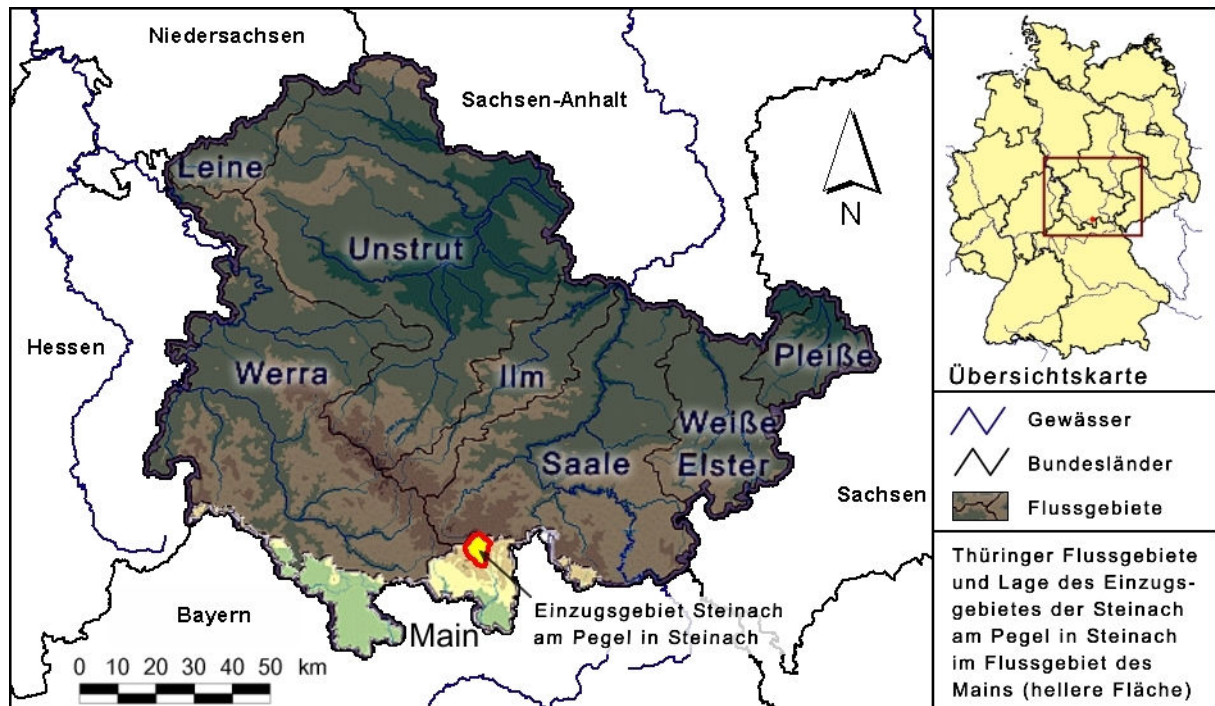 Niedersachsen
Sachsen-Anhalt
Leine
N
Unstrut
Hessen
Werra
Ilm
Pleiße
Weiße
Elster
Saale
Sachsen
Bayern
Main
Einzugsgebiet Steinach
am Pegel in Steinach
0 10 20 30 40 50 km
Übersichtskarte
Gewässer
Bundesländer
Flussgebiete
Thüringer Flussgebiete
und Lage des Einzugs-
gebietes der Steinach
am Pegel in Steinach
im Flussgebiet des
Mains (hellere Fläche)